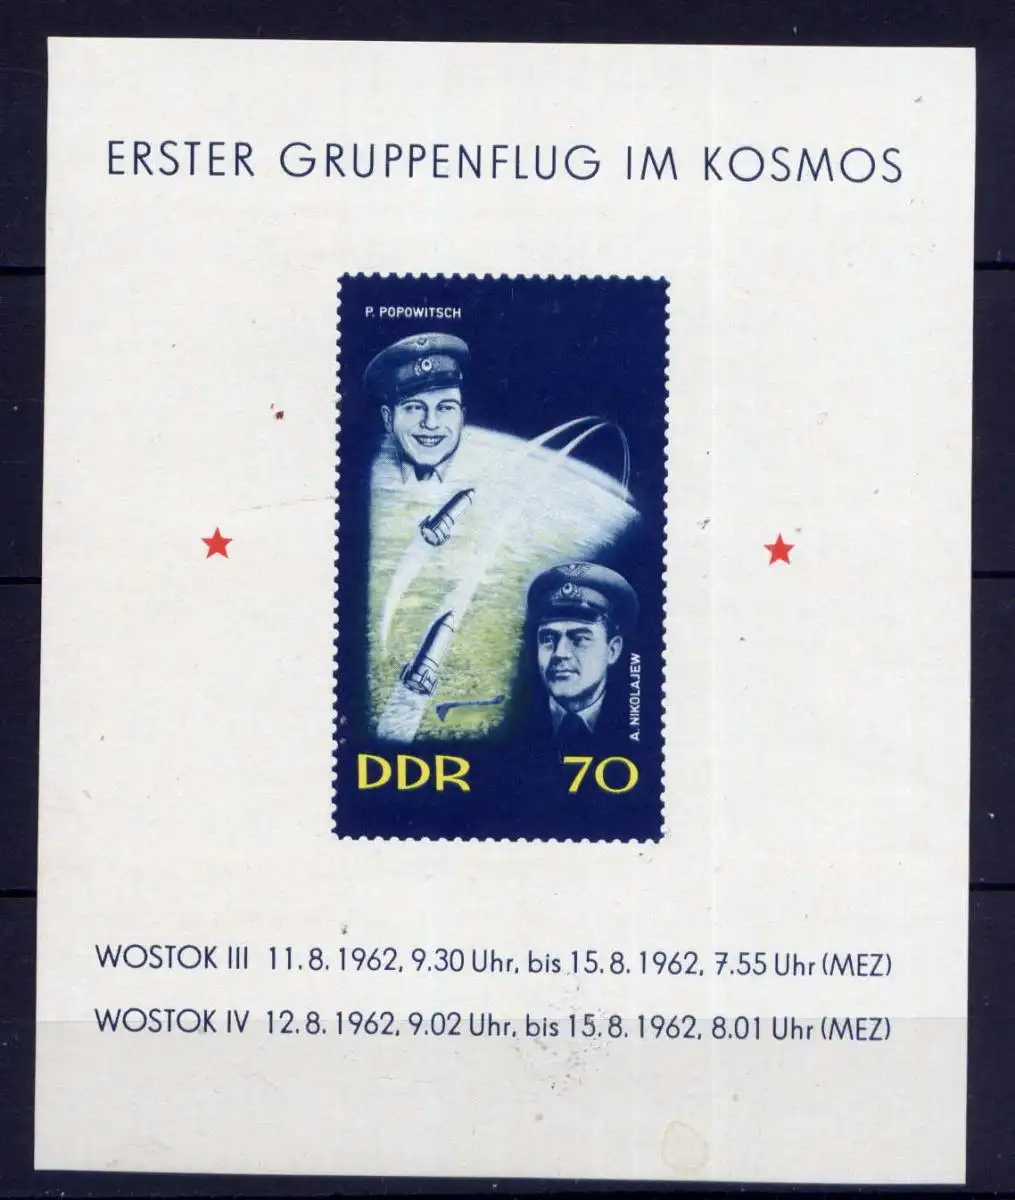 ERSTER GRUPPENFLUG IM KOSMOS
P. POPOWITSCH
A. NIKOLAJEW
DDR 70
WOSTOK III 11.8.1962, 9.30 Uhr, bis 15.8.1962, 7.55 Uhr (MEZ)
WOSTOK IV 12.8.1962, 9.02 Uhr, bis 15.8.1962, 8.01 Uhr (MEZ)